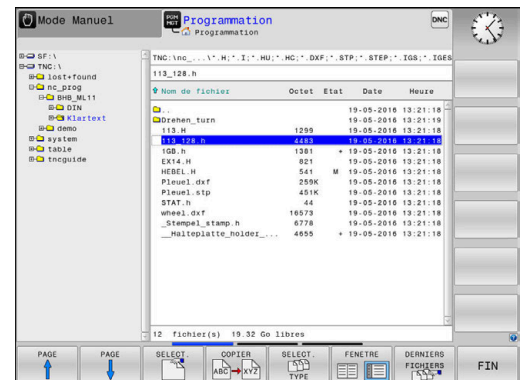 Mode Manuel
PGM MGT
Programmation
Programmation
DNC
SF:\
TNC:\
lost+found
nc_prog
BHB_ML11
DIN
Klartext
demo
system
table
tncguide
TNC:\nc_...\*.H;*.I;*.HU;*.HC;*.DXF;*.STP;*.STEP;*.IGS;*.IGES
113_128.h
Nom de fichier Octet Etat Date Heure
.. 19-05-2016 13:21:18
Drehen_turn 19-05-2016 13:21:19
113.H 1299 19-05-2016 13:21:18
113_128.h 4483 19-05-2016 13:21:18
1GB.h 1381 + 19-05-2016 13:21:18
EX14.H 821 19-05-2016 13:21:18
HEBEL.H 541 M 19-05-2016 13:21:18
Pleuel.dxf 259K 19-05-2016 13:21:18
Pleuel.stp 451K 19-05-2016 13:21:18
STAT.h 44 19-05-2016 13:21:18
wheel.dxf 16573 19-05-2016 13:21:18
_Stempel_stamp.h 6778 19-05-2016 13:21:18
__Halteplatte_holder_... 4655 + 19-05-2016 13:21:18
12 fichier(s) 19.32 Go libres
PAGE
PAGE
SELECT.
COPIER
ABC XYZ
SELECT.
TYPE
FENETRE
DERNIERS
FICHIERS
FIN